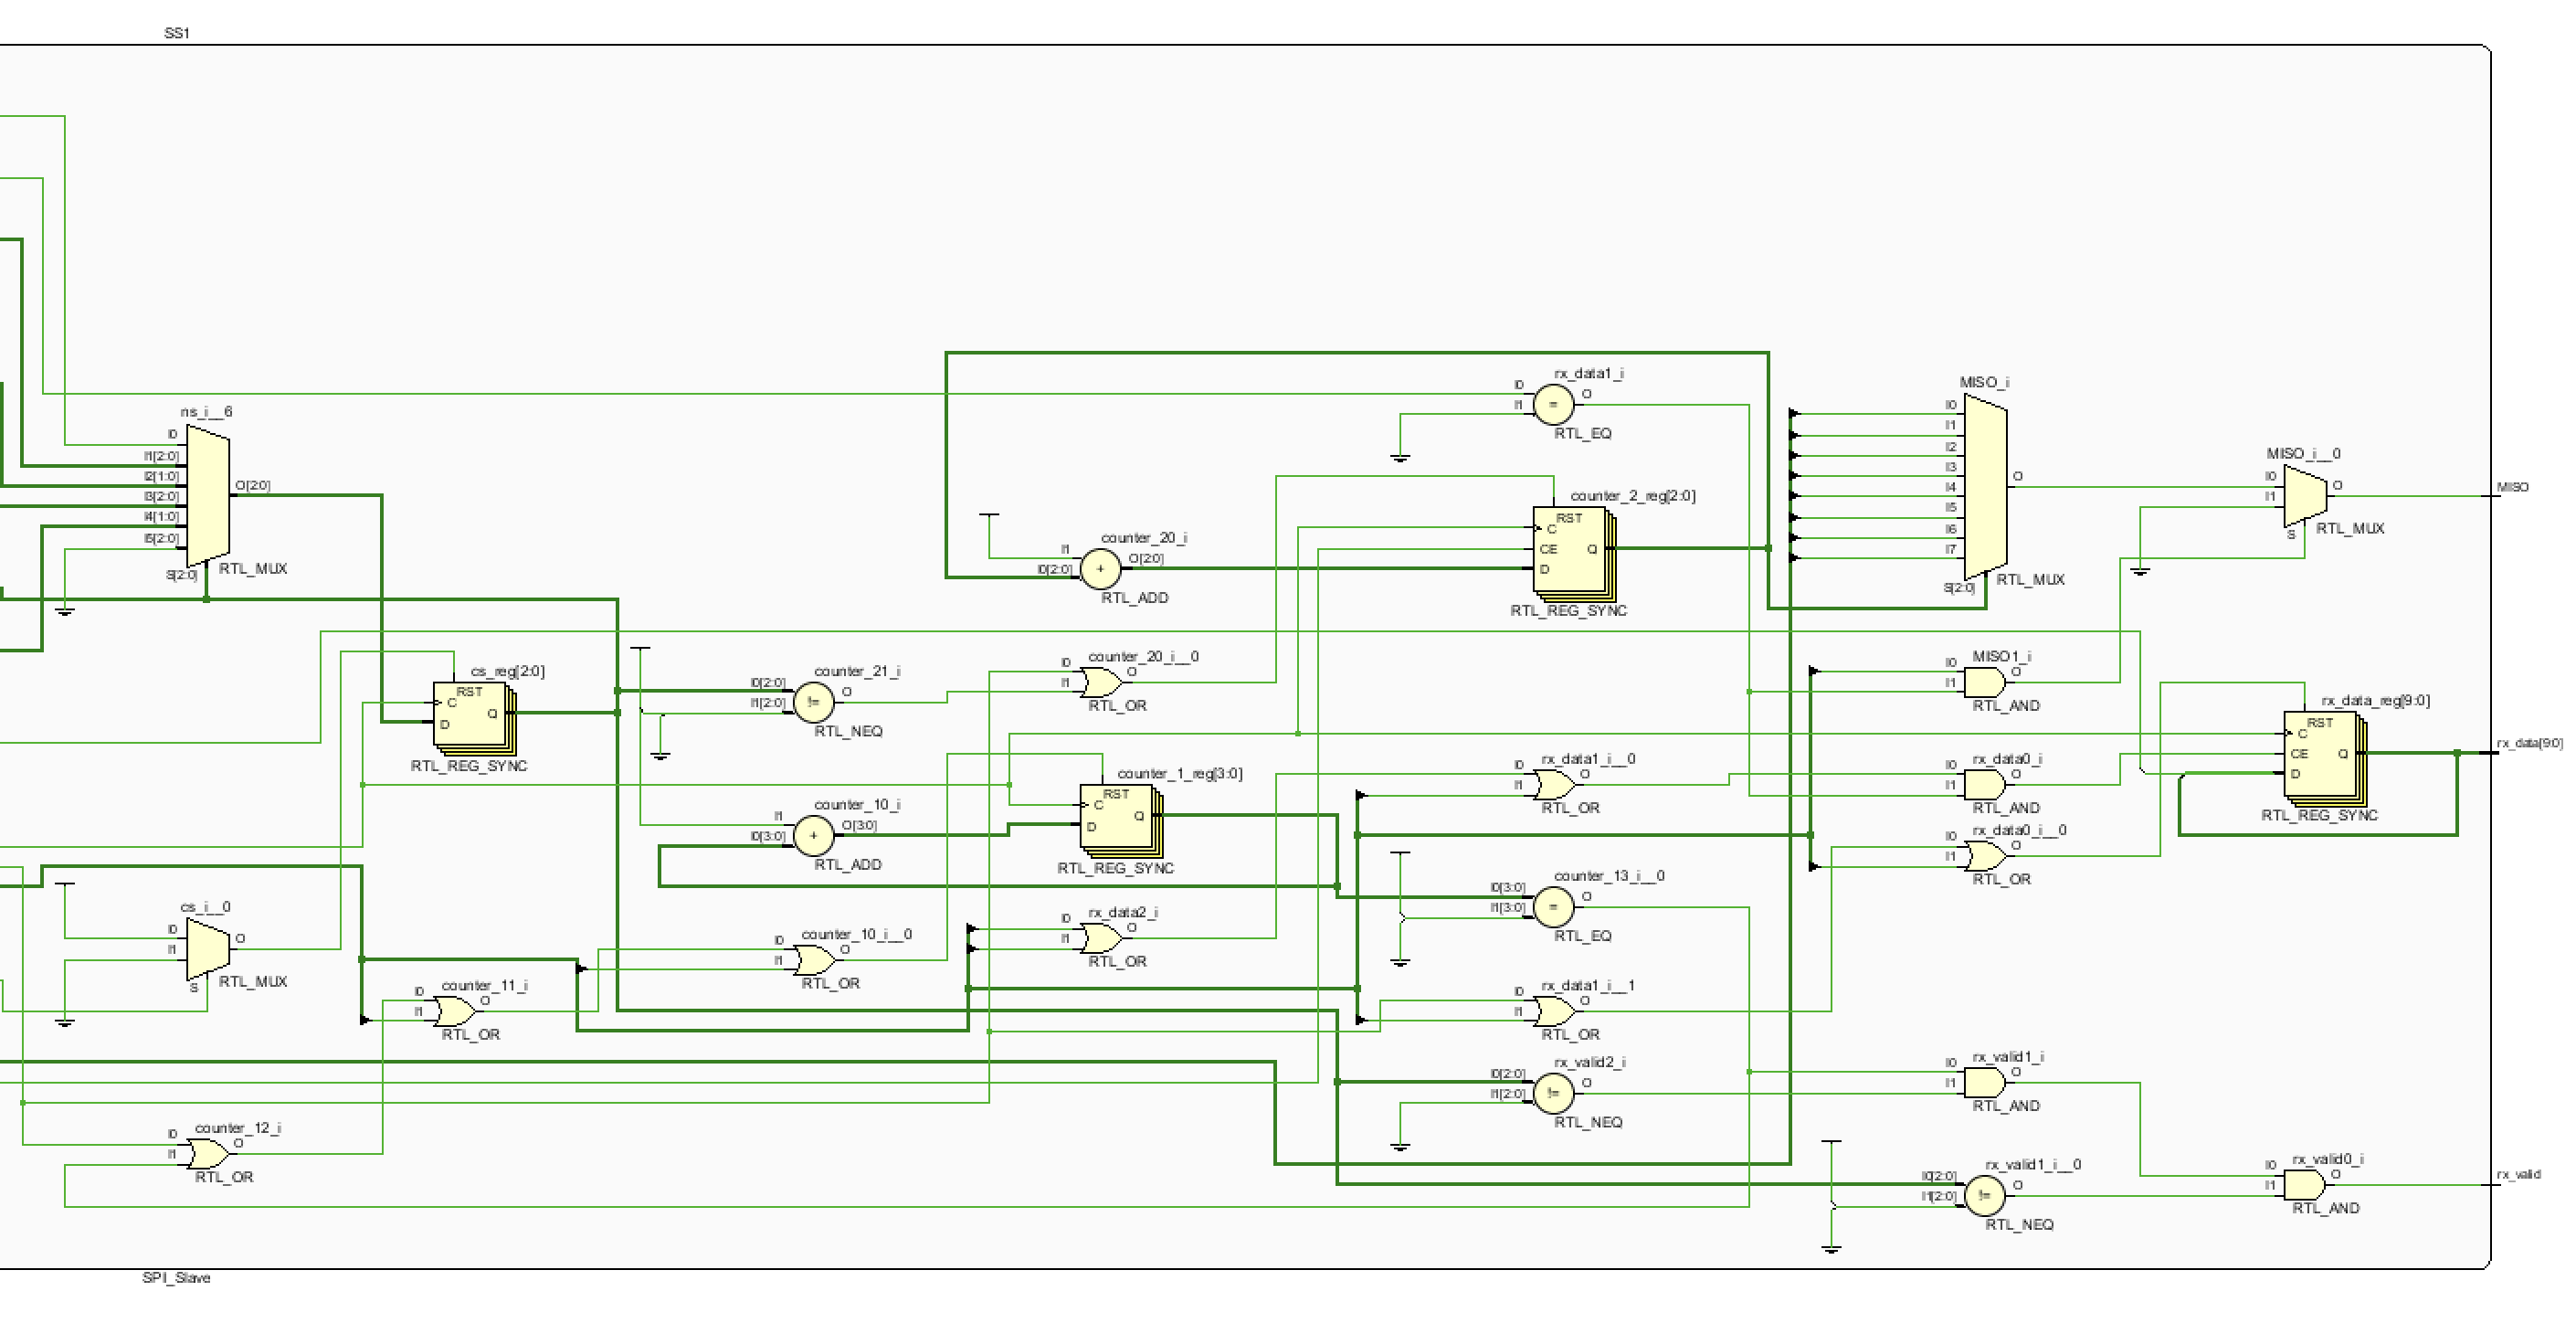 SS1
ns_i__6
I0
I1[2:0]
I2[1:0]
I3[2:0]
I4[1:0]
I5[2:0]
S[2:0]
O[2:0]
RTL_MUX
cs_reg[2:0]
RST
C
D
Q
RTL_REG_SYNC
cs_i__0
I0
I1
S
O
RTL_MUX
counter_11_i
I0
I1
O
RTL_OR
counter_12_i
I0
I1
O
RTL_OR
counter_21_i
I0[2:0]
I1[2:0]
O
!=
RTL_NEQ
counter_10_i
I1
I0[3:0]
O[3:0]
+
RTL_ADD
counter_10_i__0
I0
I1
O
RTL_OR
counter_20_i
I1
I0[2:0]
O[2:0]
+
RTL_ADD
counter_20_i__0
I0
I1
O
RTL_OR
counter_1_reg[3:0]
RST
C
D
Q
RTL_REG_SYNC
rx_data2_i
I0
I1
O
RTL_OR
rx_data1_i
I0
I1
O
=
RTL_EQ
counter_2_reg[2:0]
RST
C
CE
D
Q
RTL_REG_SYNC
rx_data1_i__0
I0
I1
O
RTL_OR
counter_13_i__0
I0[3:0]
I1[3:0]
O
=
RTL_EQ
rx_data1_i__1
I0
I1
O
RTL_OR
rx_valid2_i
I0[2:0]
I1[2:0]
O
!=
RTL_NEQ
MISO_i
I0
I1
I2
I3
I4
I5
I6
I7
S[2:0]
O
RTL_MUX
MISO1_i
I0
I1
O
RTL_AND
rx_data0_i
I0
I1
O
RTL_AND
rx_data0_i__0
I0
I1
O
RTL_OR
rx_valid1_i
I0
I1
O
RTL_AND
rx_valid1_i__0
I0[2:0]
I1[2:0]
O
!=
RTL_NEQ
MISO_i__0
I0
I1
S
O
RTL_MUX
rx_data_reg[9:0]
RST
C
CE
D
Q
RTL_REG_SYNC
rx_valid0_i
I0
I1
O
RTL_AND
MISO
rx_data[9:0]
rx_valid
SPI_Slave